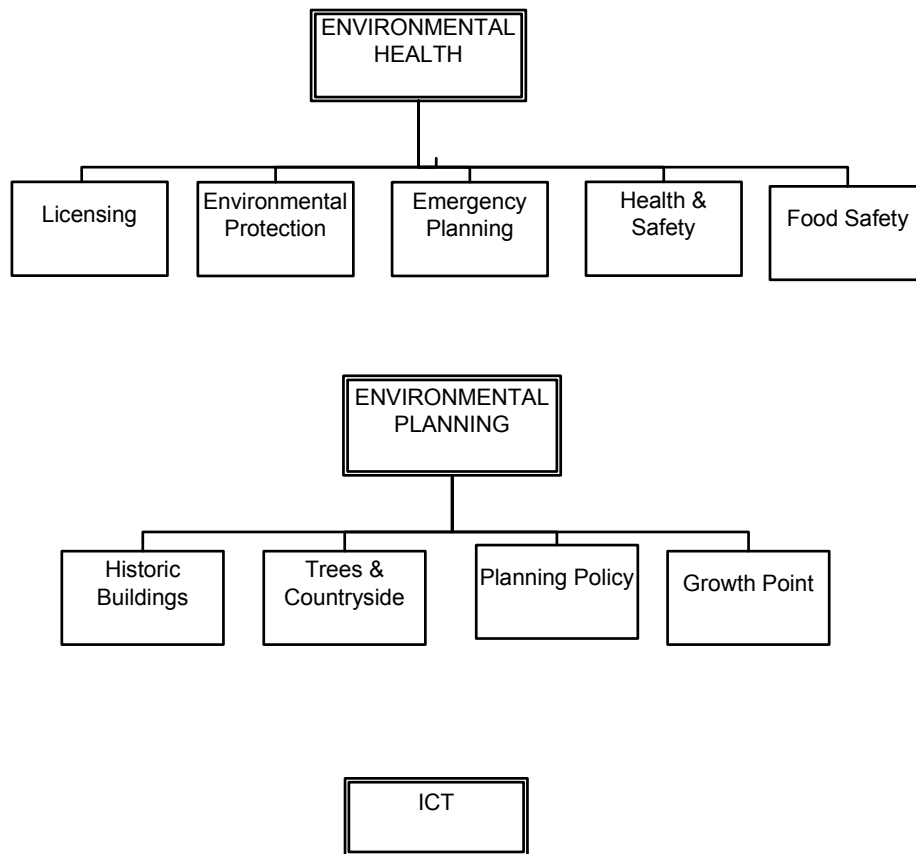 ENVIRONMENTAL
HEALTH
Licensing
Environmental
Protection
Emergency
Planning
Health &
Safety
Food Safety
ENVIRONMENTAL
PLANNING
Historic
Buildings
Trees &
Countryside
Planning Policy
Growth Point
ICT